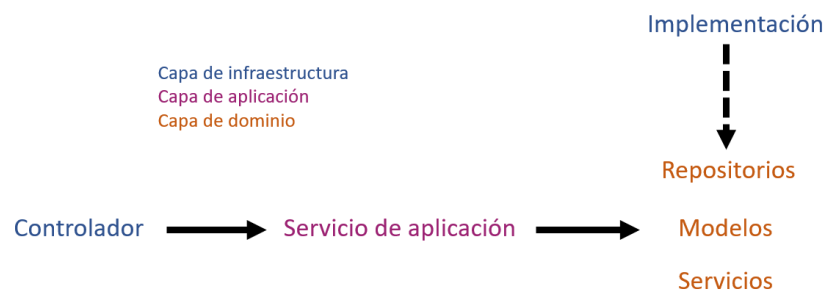 Implementación
Capa de infraestructura
Capa de aplicación
Capa de dominio
Repositorios
Controlador
Servicio de aplicación
Modelos
Servicios